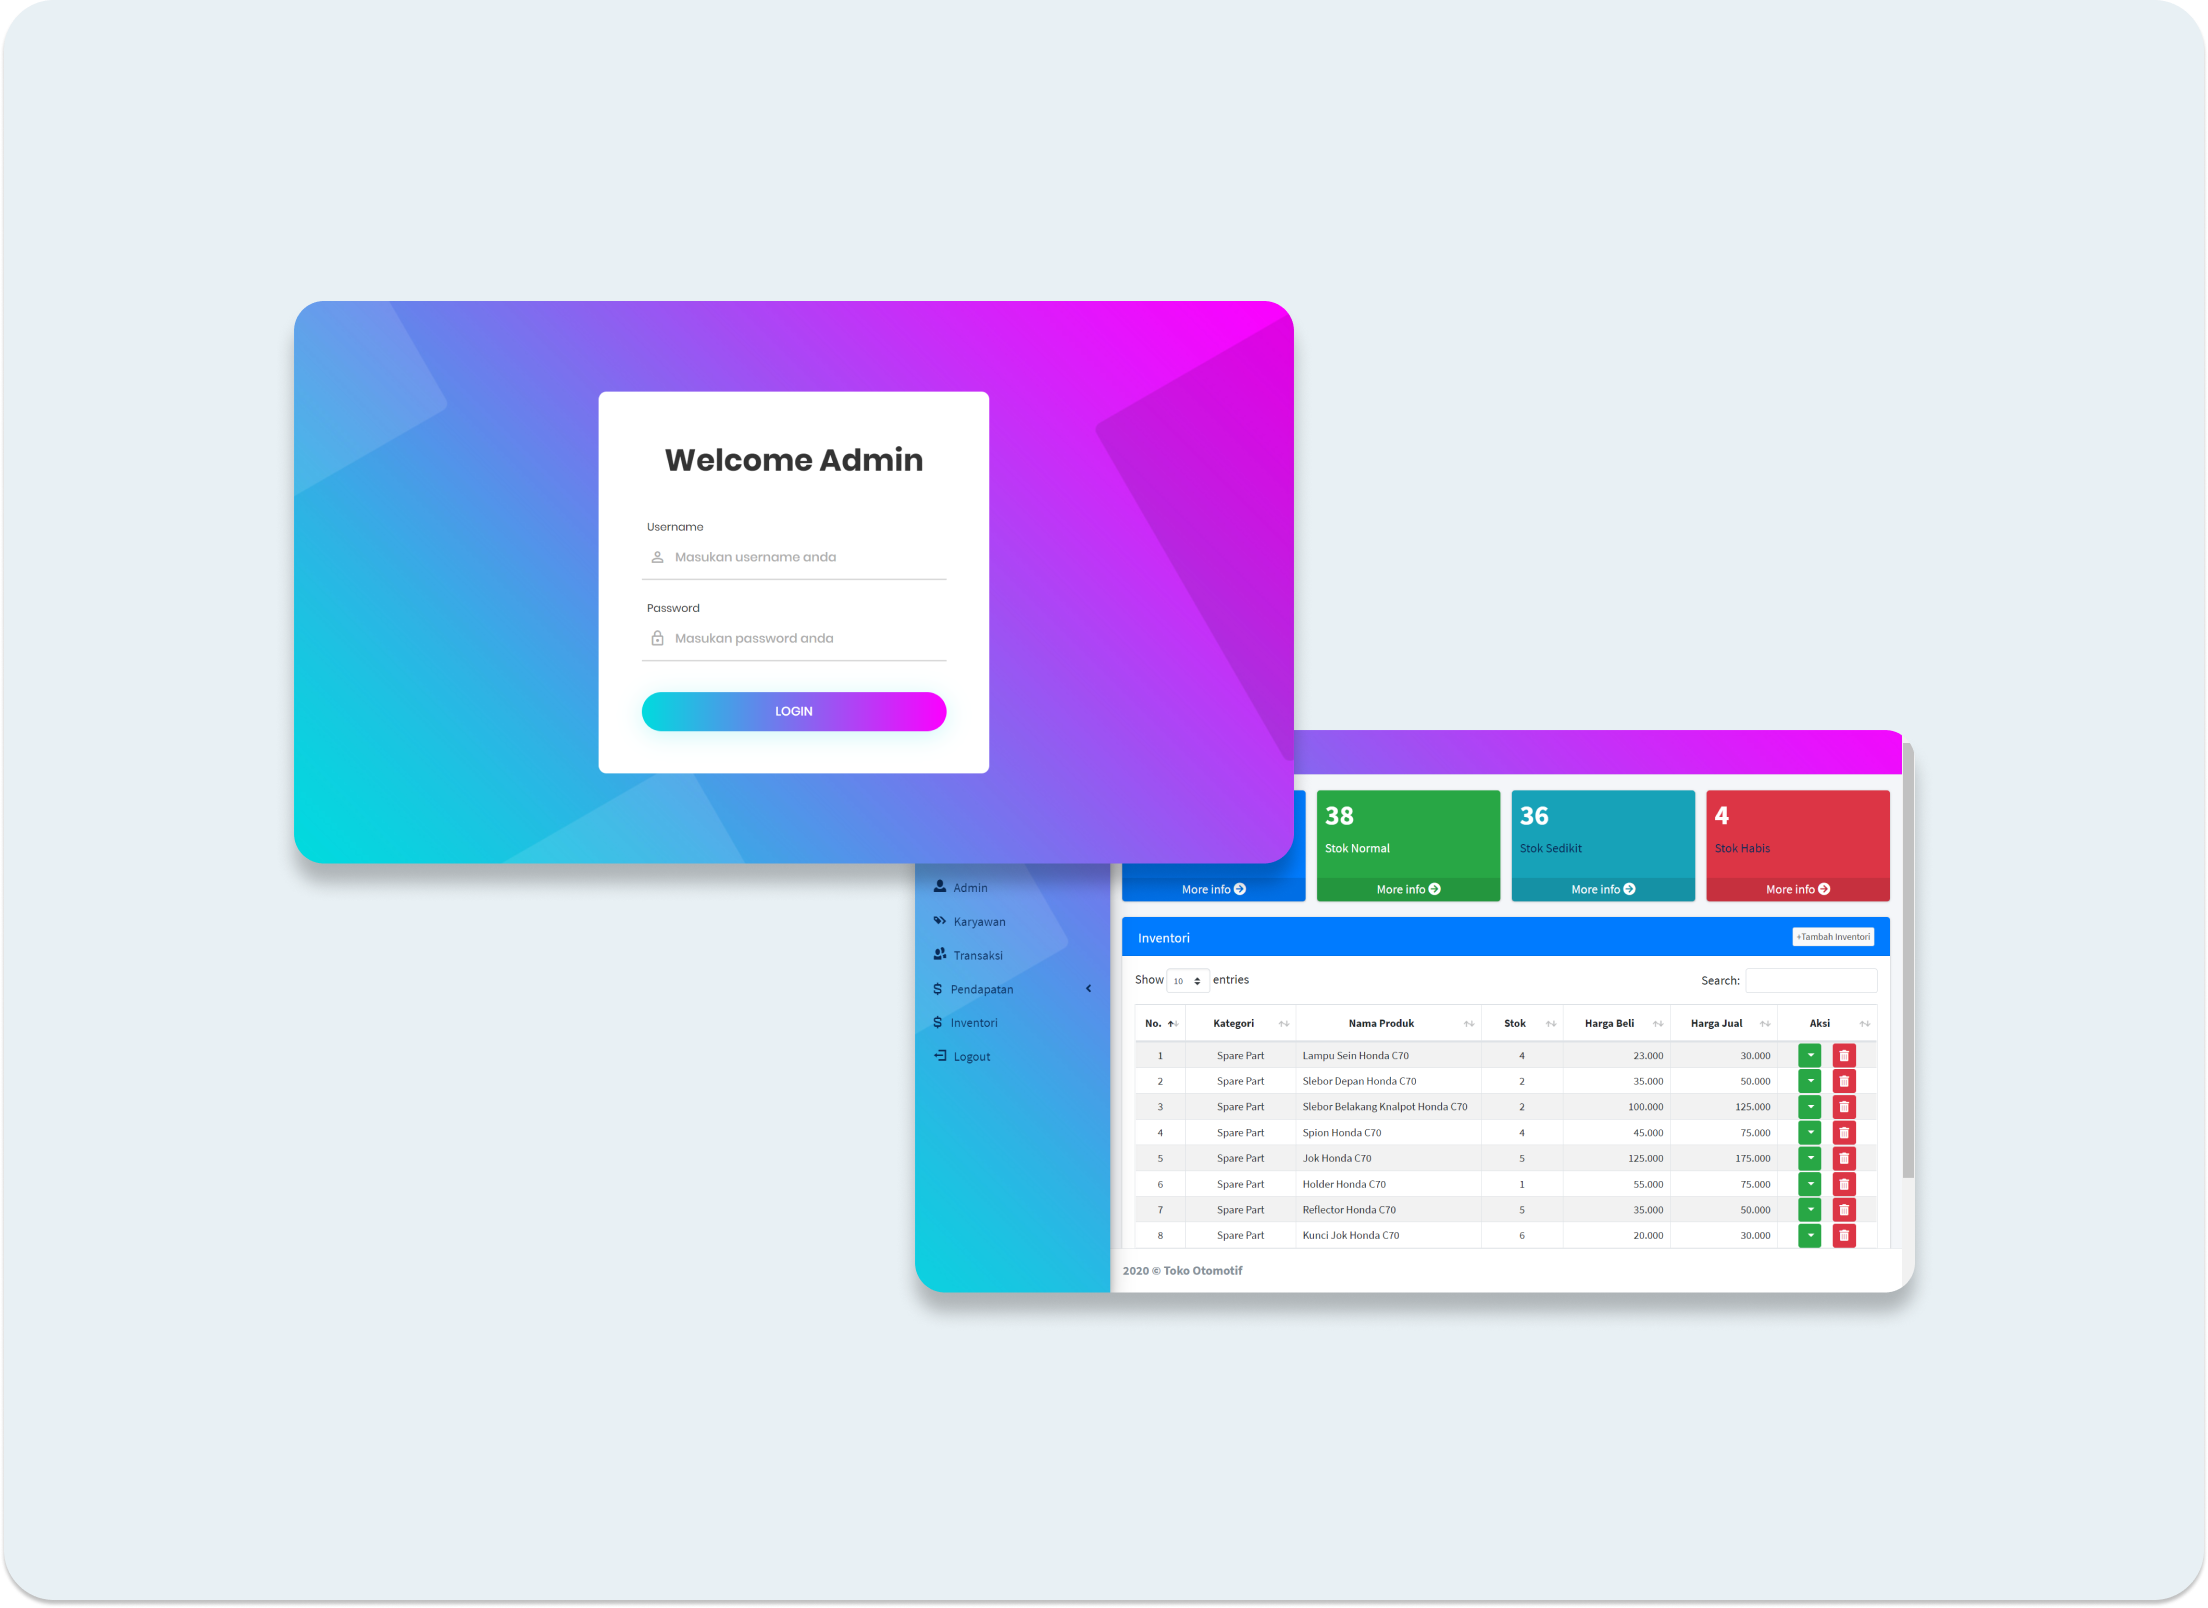 Welcome Admin
Username
Masukan username anda
Password
Masukan password anda
LOGIN
38
Stok Normal
More info
36
Stok Sedikit
More info
4
Stok Habis
More info
More info
Admin
Karyawan
Transaksi
Pendapatan
Inventori
Logout
Inventori
+Tambah Inventori
Show 10 entries
Search:
No. Kategori Nama Produk Stok Harga Beli Harga Jual Aksi
1 Spare Part Lampu Sein Honda C70 4 23.000 30.000
2 Spare Part Slebor Depan Honda C70 2 35.000 50.000
3 Spare Part Slebor Belakang Knalpot Honda C70 2 100.000 125.000
4 Spare Part Spion Honda C70 4 45.000 75.000
5 Spare Part Jok Honda C70 5 125.000 175.000
6 Spare Part Holder Honda C70 1 55.000 75.000
7 Spare Part Reflector Honda C70 5 35.000 50.000
8 Spare Part Kunci Jok Honda C70 6 20.000 30.000
2020 © Toko Otomotif